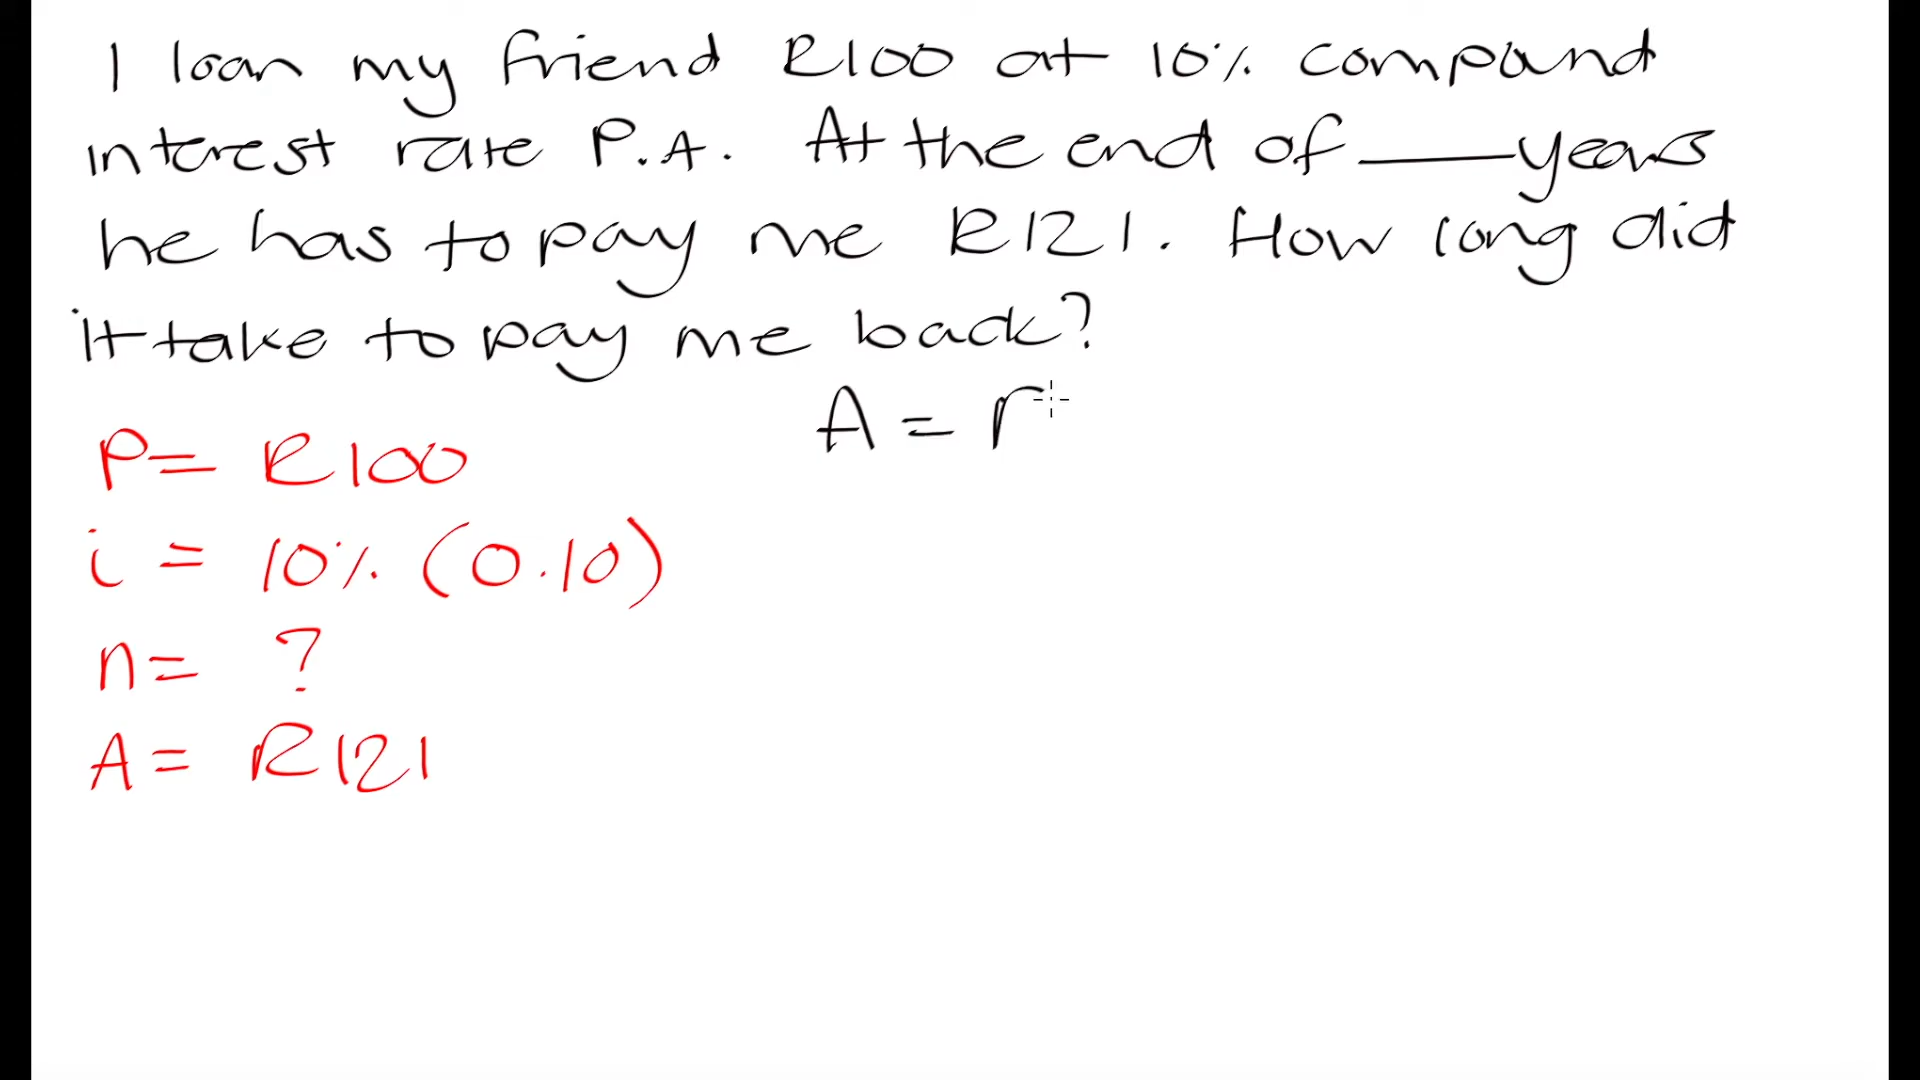 I loan my friend R100 at 10% compound
interest rate P.A. At the end of ___ years
he has to pay me R121. How long did
it take to pay me back?
A =
P = R100
i = 10% (0.10)
n = ?
A = R121